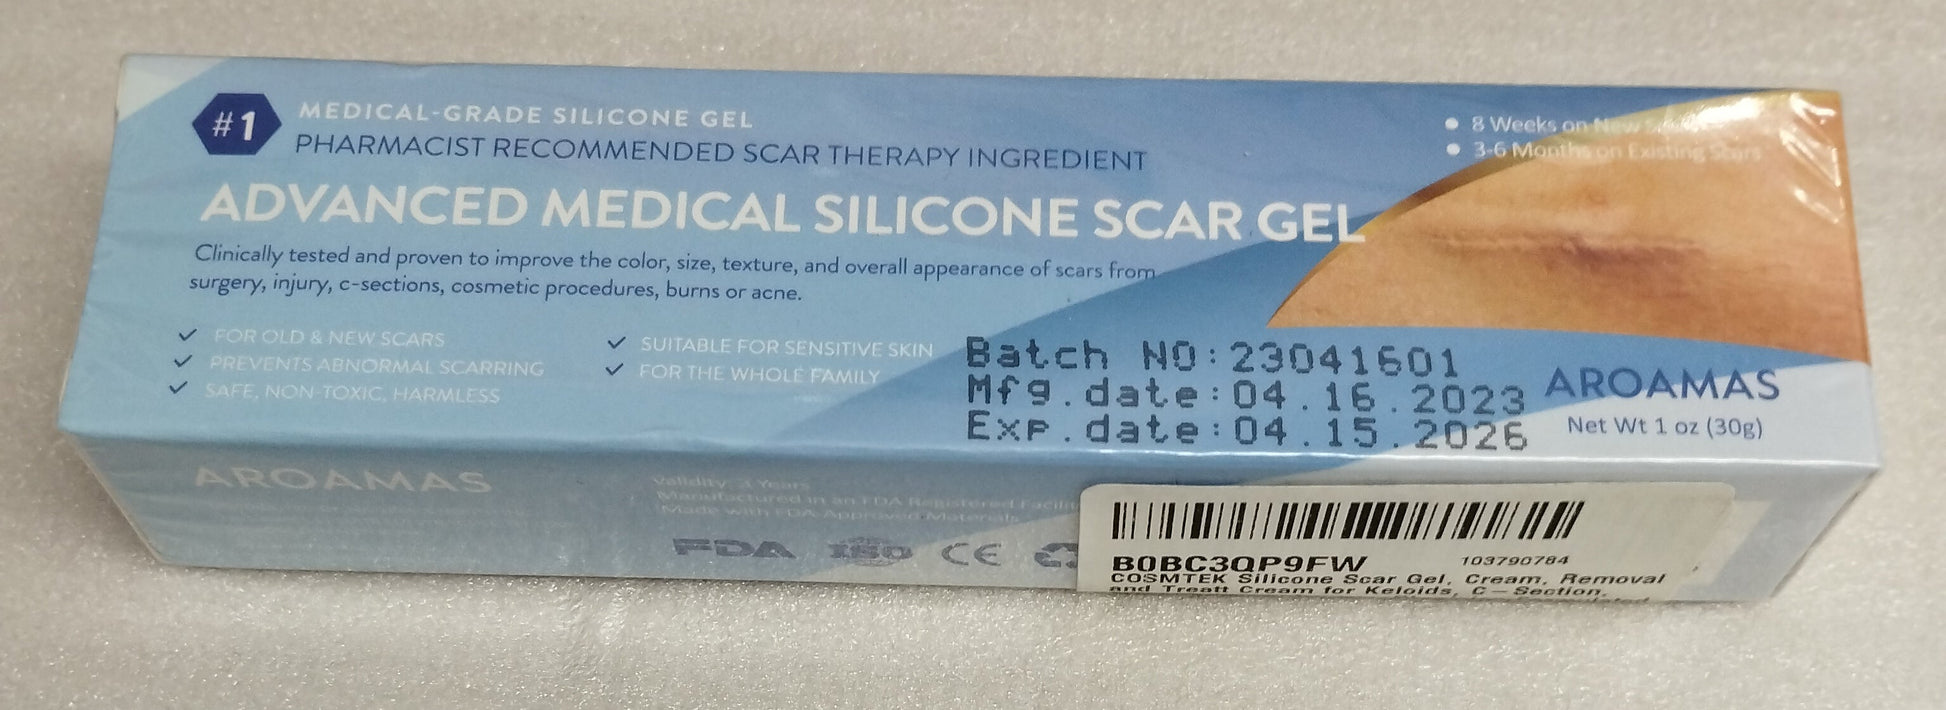 #1
MEDICAL-GRADE SILICONE GEL
PHARMACIST RECOMMENDED SCAR THERAPY INGREDIENT
ADVANCED MEDICAL SILICONE SCAR GEL
Clinically tested and proven to improve the color, size, texture, and overall appearance of scars from
surgery, injury, c-sections, cosmetic procedures, burns or acne.
FOR OLD & NEW SCARS
PREVENTS ABNORMAL SCARRING
SAFE, NON-TOXIC, HARMLESS
SUITABLE FOR SENSITIVE SKIN
FOR THE WHOLE FAMILY
8 Weeks on New
3-6 Months on Existing Scars
Batch NO:23041601
Mfg.date:04.16.2023
Exp.date:04.15.2026
AROAMAS
Net Wt 1 oz (30g)
AROAMAS
Validity: 3 Years
Manufactured in an FDA Registered
Made with FDA Approved Materials
FDA ISO CE
B0BC3QP9FW 103790784
COSMTEK Silicone Scar Gel, Cream, Removal
and Treatt Cream for Keloids, C-Section,